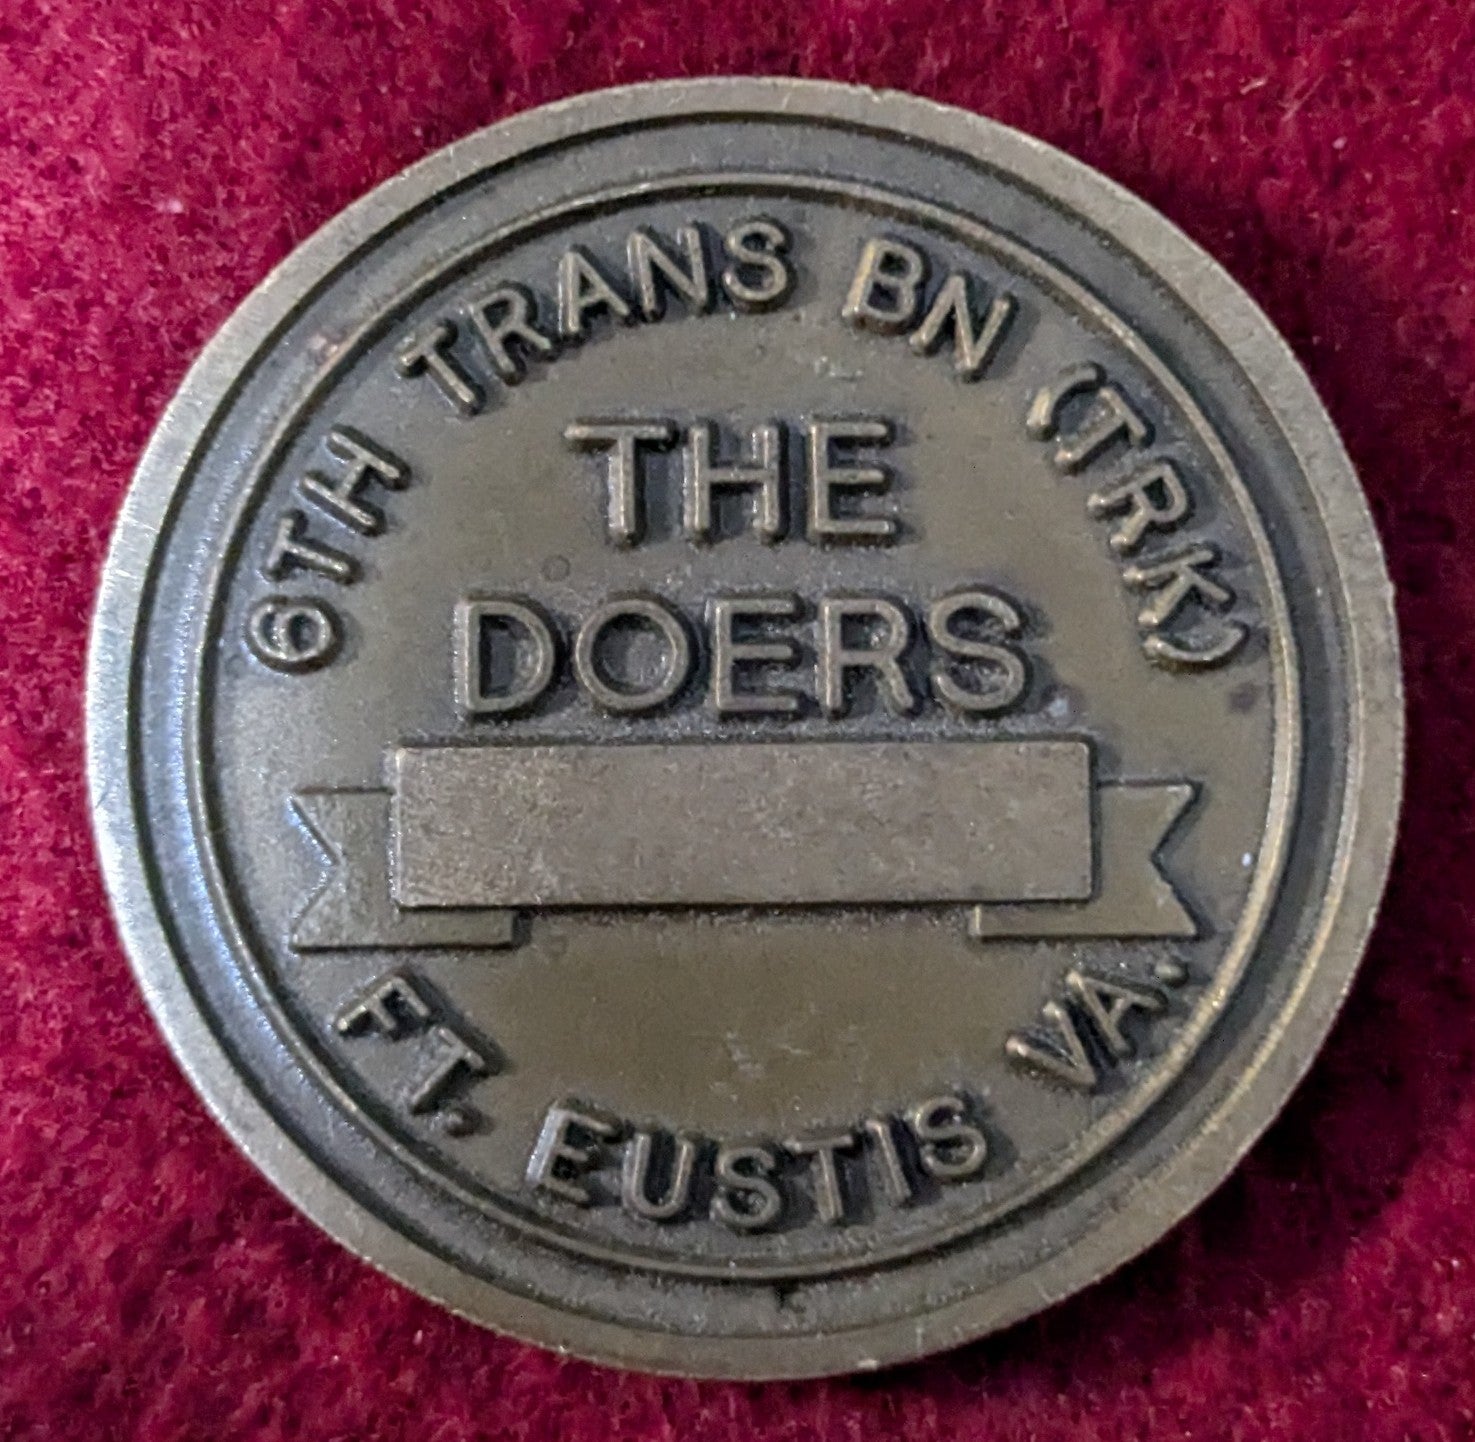 6TH TRANS BN (TRK)
THE
DOERS
FT. EUSTIS VA.